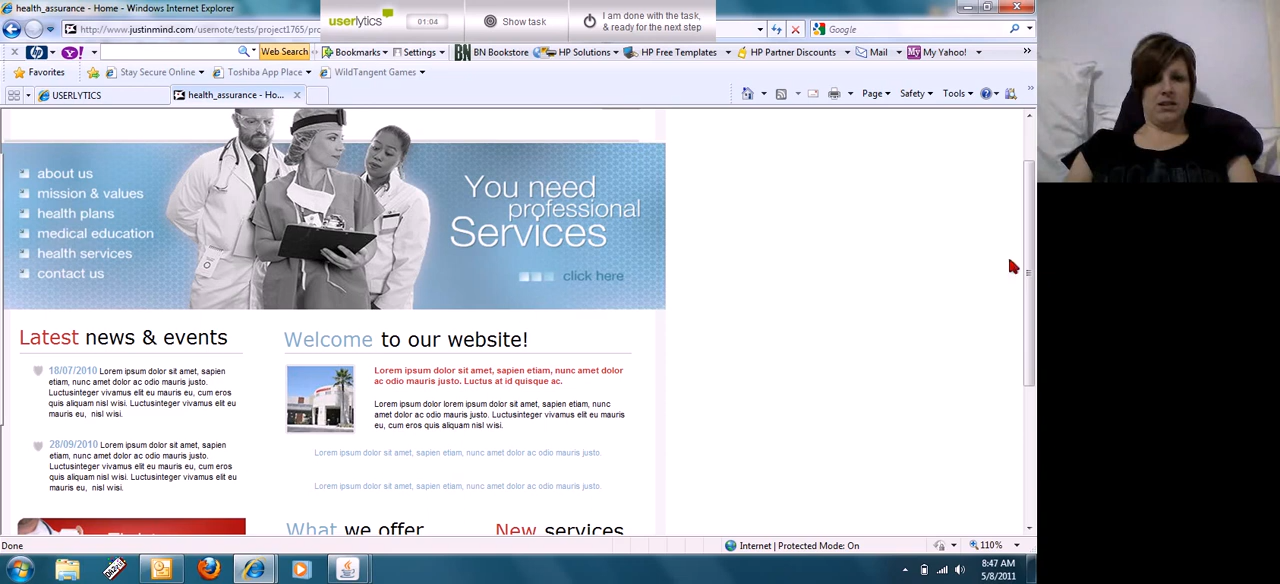 health_assurance - Home - Windows Internet Explorer
userlytics
01:04
Show task
I am done with the task,
& ready for the next step
http://www.justinmind.com/usernote/tests/project1765/pro
Google
hp
Y!
Web Search
Bookmarks
Settings
BN BN Bookstore
HP Solutions
HP Free Templates
HP Partner Discounts
Mail
My Yahoo!
Favorites
Stay Secure Online
Toshiba App Place
WildTangent Games
USERLYTICS
health_assurance - Ho...
Page
Safety
Tools
about us
mission & values
health plans
medical education
health services
contact us
You need
professional
Services
click here
Latest news & events
18/07/2010 Lorem ipsum dolor sit amet, sapien
etiam, nunc amet dolor ac odio mauris justo.
Luctusinteger vivamus elit eu mauris eu, cum eros
quis aliquam nisl wisi. Luctusinteger vivamus elit eu
mauris eu, nisl wisi.
28/09/2010 Lorem ipsum dolor sit amet, sapien
etiam, nunc amet dolor ac odio mauris justo.
Luctusinteger vivamus elit eu mauris eu, cum eros
quis aliquam nisl wisi. Luctusinteger vivamus elit eu
mauris eu, nisl wisi.
Welcome to our website!
Lorem ipsum dolor sit amet, sapien etiam, nunc amet dolor
ac odio mauris justo. Luctus at id quisque ac.
Lorem ipsum dolor lorem ipsum dolor sit amet, sapien etiam, nunc
amet dolor ac odio mauris justo. Luctusinteger vivamus elit eu mauris
eu, cum eros quis aliquam nunc nisl wisi.
Lorem ipsum dolor sit amet, sapien etiam, nunc amet dolor ac odio mauris justo.
Lorem ipsum dolor sit amet, sapien etiam, nunc amet dolor ac odio mauris justo.
What we offer
New services
Done
Internet | Protected Mode: On
110%
8:47 AM
5/8/2011